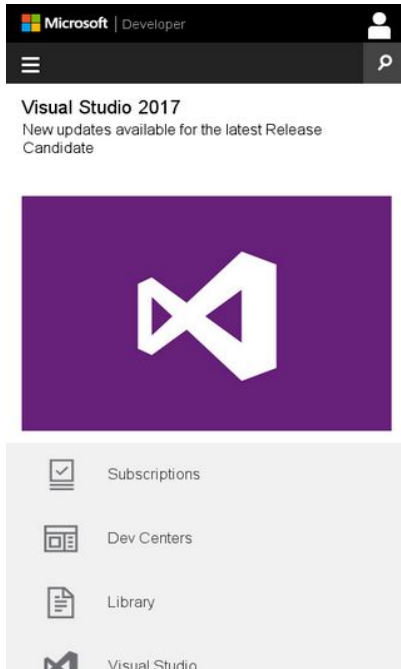 Microsoft | Developer
Visual Studio 2017
New updates available for the latest Release
Candidate
Subscriptions
Dev Centers
Library
Visual Studio